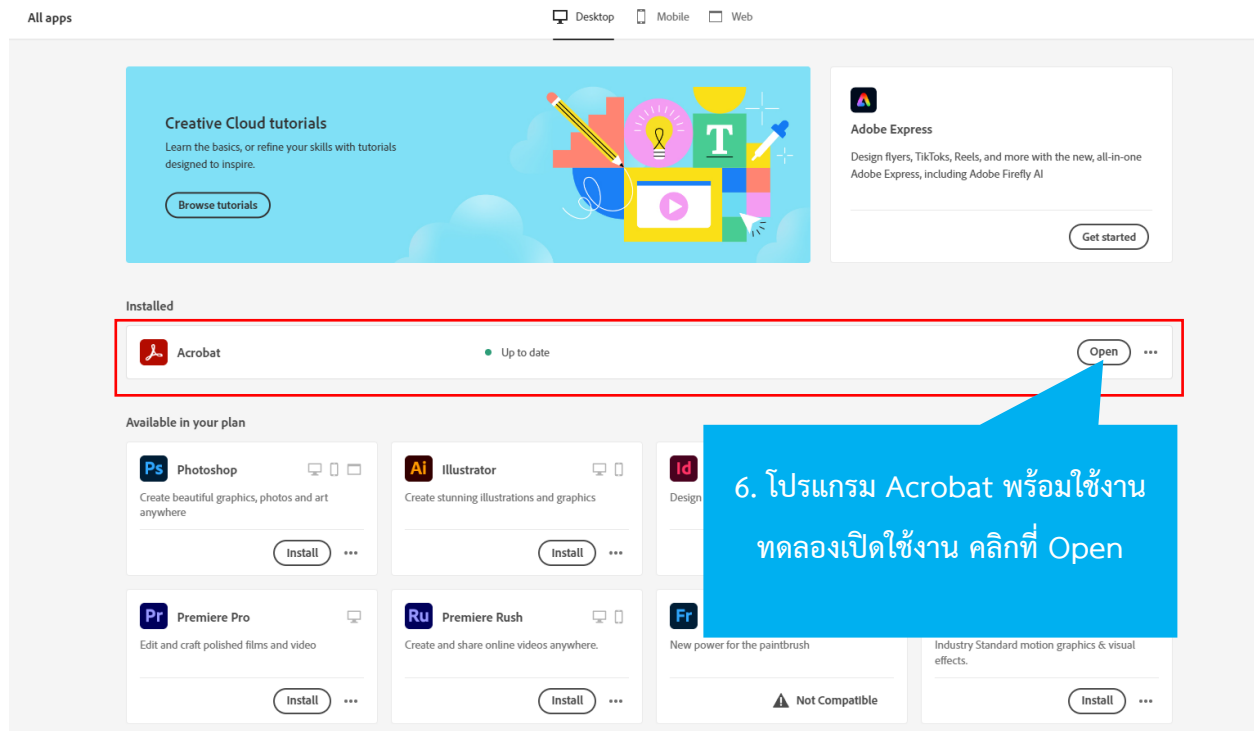 All apps
Desktop
Mobile
Web
Creative Cloud tutorials
Learn the basics, or refine your skills with tutorials
designed to inspire.
Browse tutorials
T
Adobe Express
Design flyers, TikToks, Reels, and more with the new, all-in-one
Adobe Express, including Adobe Firefly AI
Get started
Installed
Acrobat
Up to date
Open
Available in your plan
Ps Photoshop
Create beautiful graphics, photos and art
anywhere
Install
Ai Illustrator
Create stunning illustrations and graphics
Install
Id
Design
6. โปรแกรม Acrobat พร้อมใช้งาน
ทดลองเปิดใช้งาน คลิกที่ Open
Pr Premiere Pro
Edit and craft polished films and video
Install
Ru Premiere Rush
Create and share online videos anywhere.
Install
Fr
New power for the paintbrush
Not Compatible
Industry Standard motion graphics & visual
effects.
Install